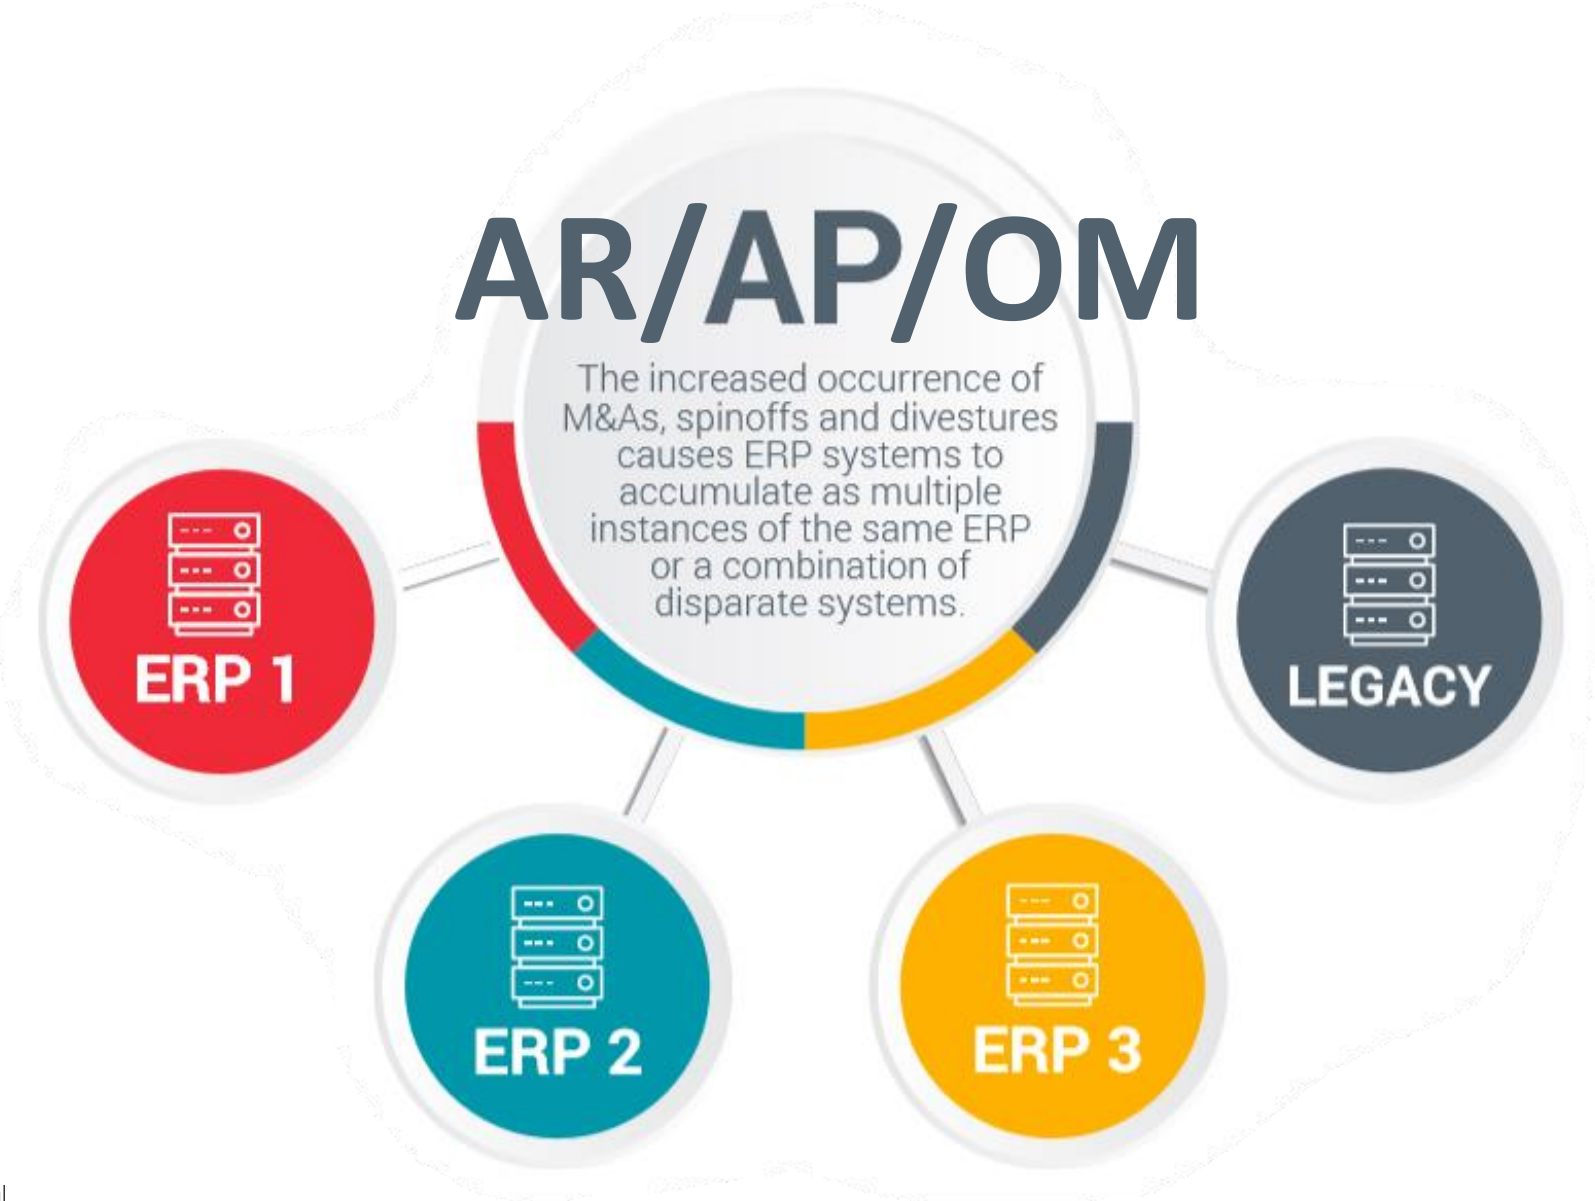 AR/AP/OM
The increased occurrence of
M&As, spinoffs and divestures
causes ERP systems to
accumulate as multiple
instances of the same ERP
or a combination of
disparate systems.
ERP 1
LEGACY
ERP 2
ERP 3